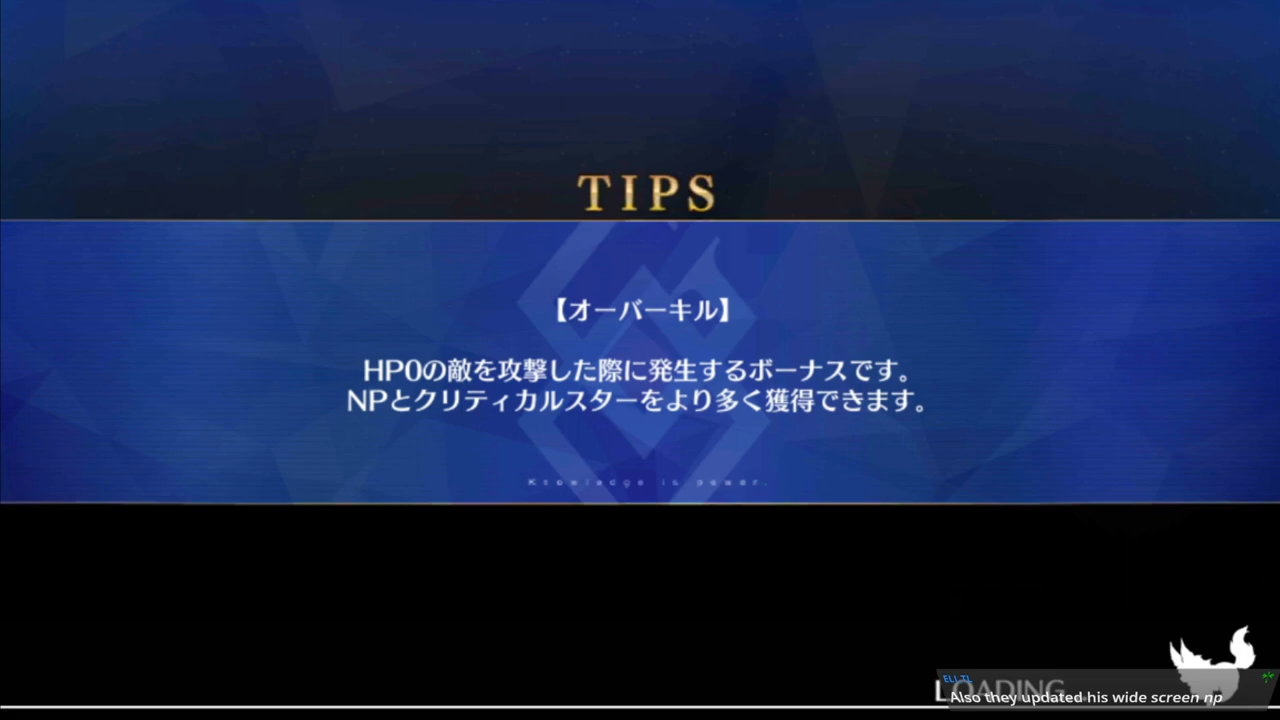 TIPS
【オーバーキル】
HP0の敵を攻撃した際に発生するボーナスです。
NPとクリティカルスターをより多く獲得できます。
Knowledge is power.
ELLTL
LOADING
Also they updated his wide screen np